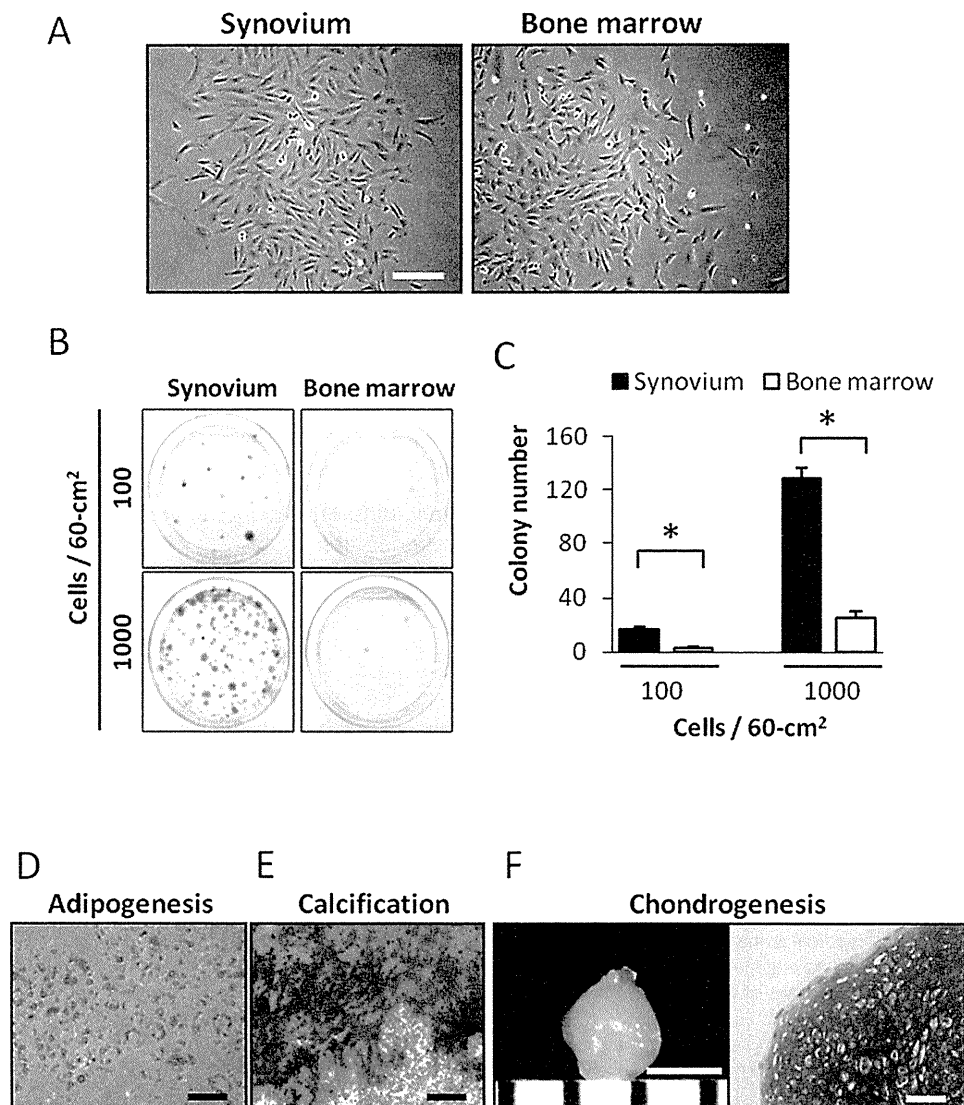 A
Synovium
Bone marrow
B
Synovium
Bone marrow
Cells / 60-cm²
100
1000
C
Synovium
Bone marrow
Colony number
160
120
80
40
0
*
*
100
1000
Cells / 60-cm²
D
Adipogenesis
E
Calcification
F
Chondrogenesis